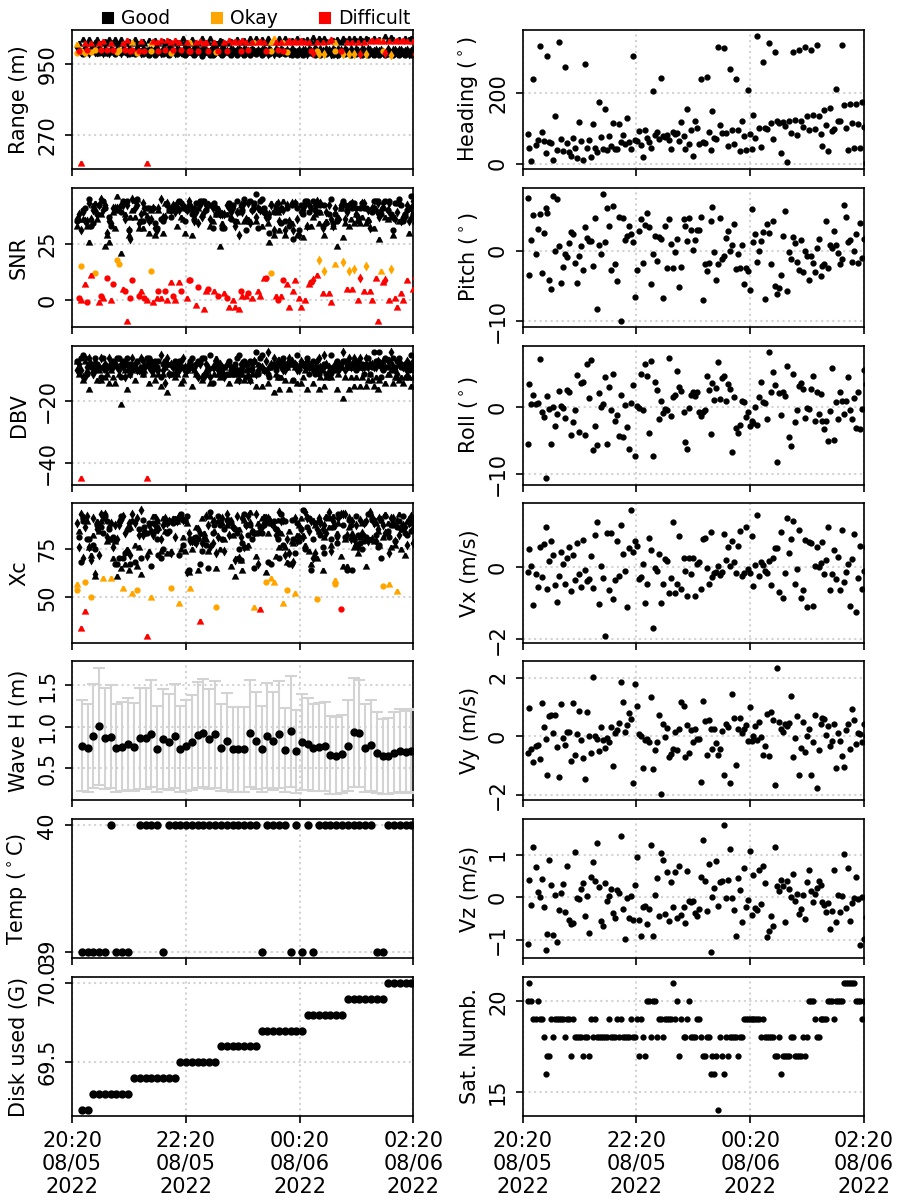 Good Okay Difficult
Range (m)
950
270
SNR
25
0
DBV
−20
−40
Xc
75
50
Wave H (m)
1.5
1.0
0.5
Temp (°C)
40
39
Disk used (G)
70.0
69.5
20:20 22:20 00:20 02:20
08/05 08/05 08/06 08/06
2022 2022 2022 2022
Heading (°)
200
0
Pitch (°)
0
−10
Roll (°)
0
−10
Vx (m/s)
0
−2
Vy (m/s)
2
0
−2
Vz (m/s)
1
0
−1
Sat. Numb.
20
15
20:20 22:20 00:20 02:20
08/05 08/05 08/06 08/06
2022 2022 2022 2022